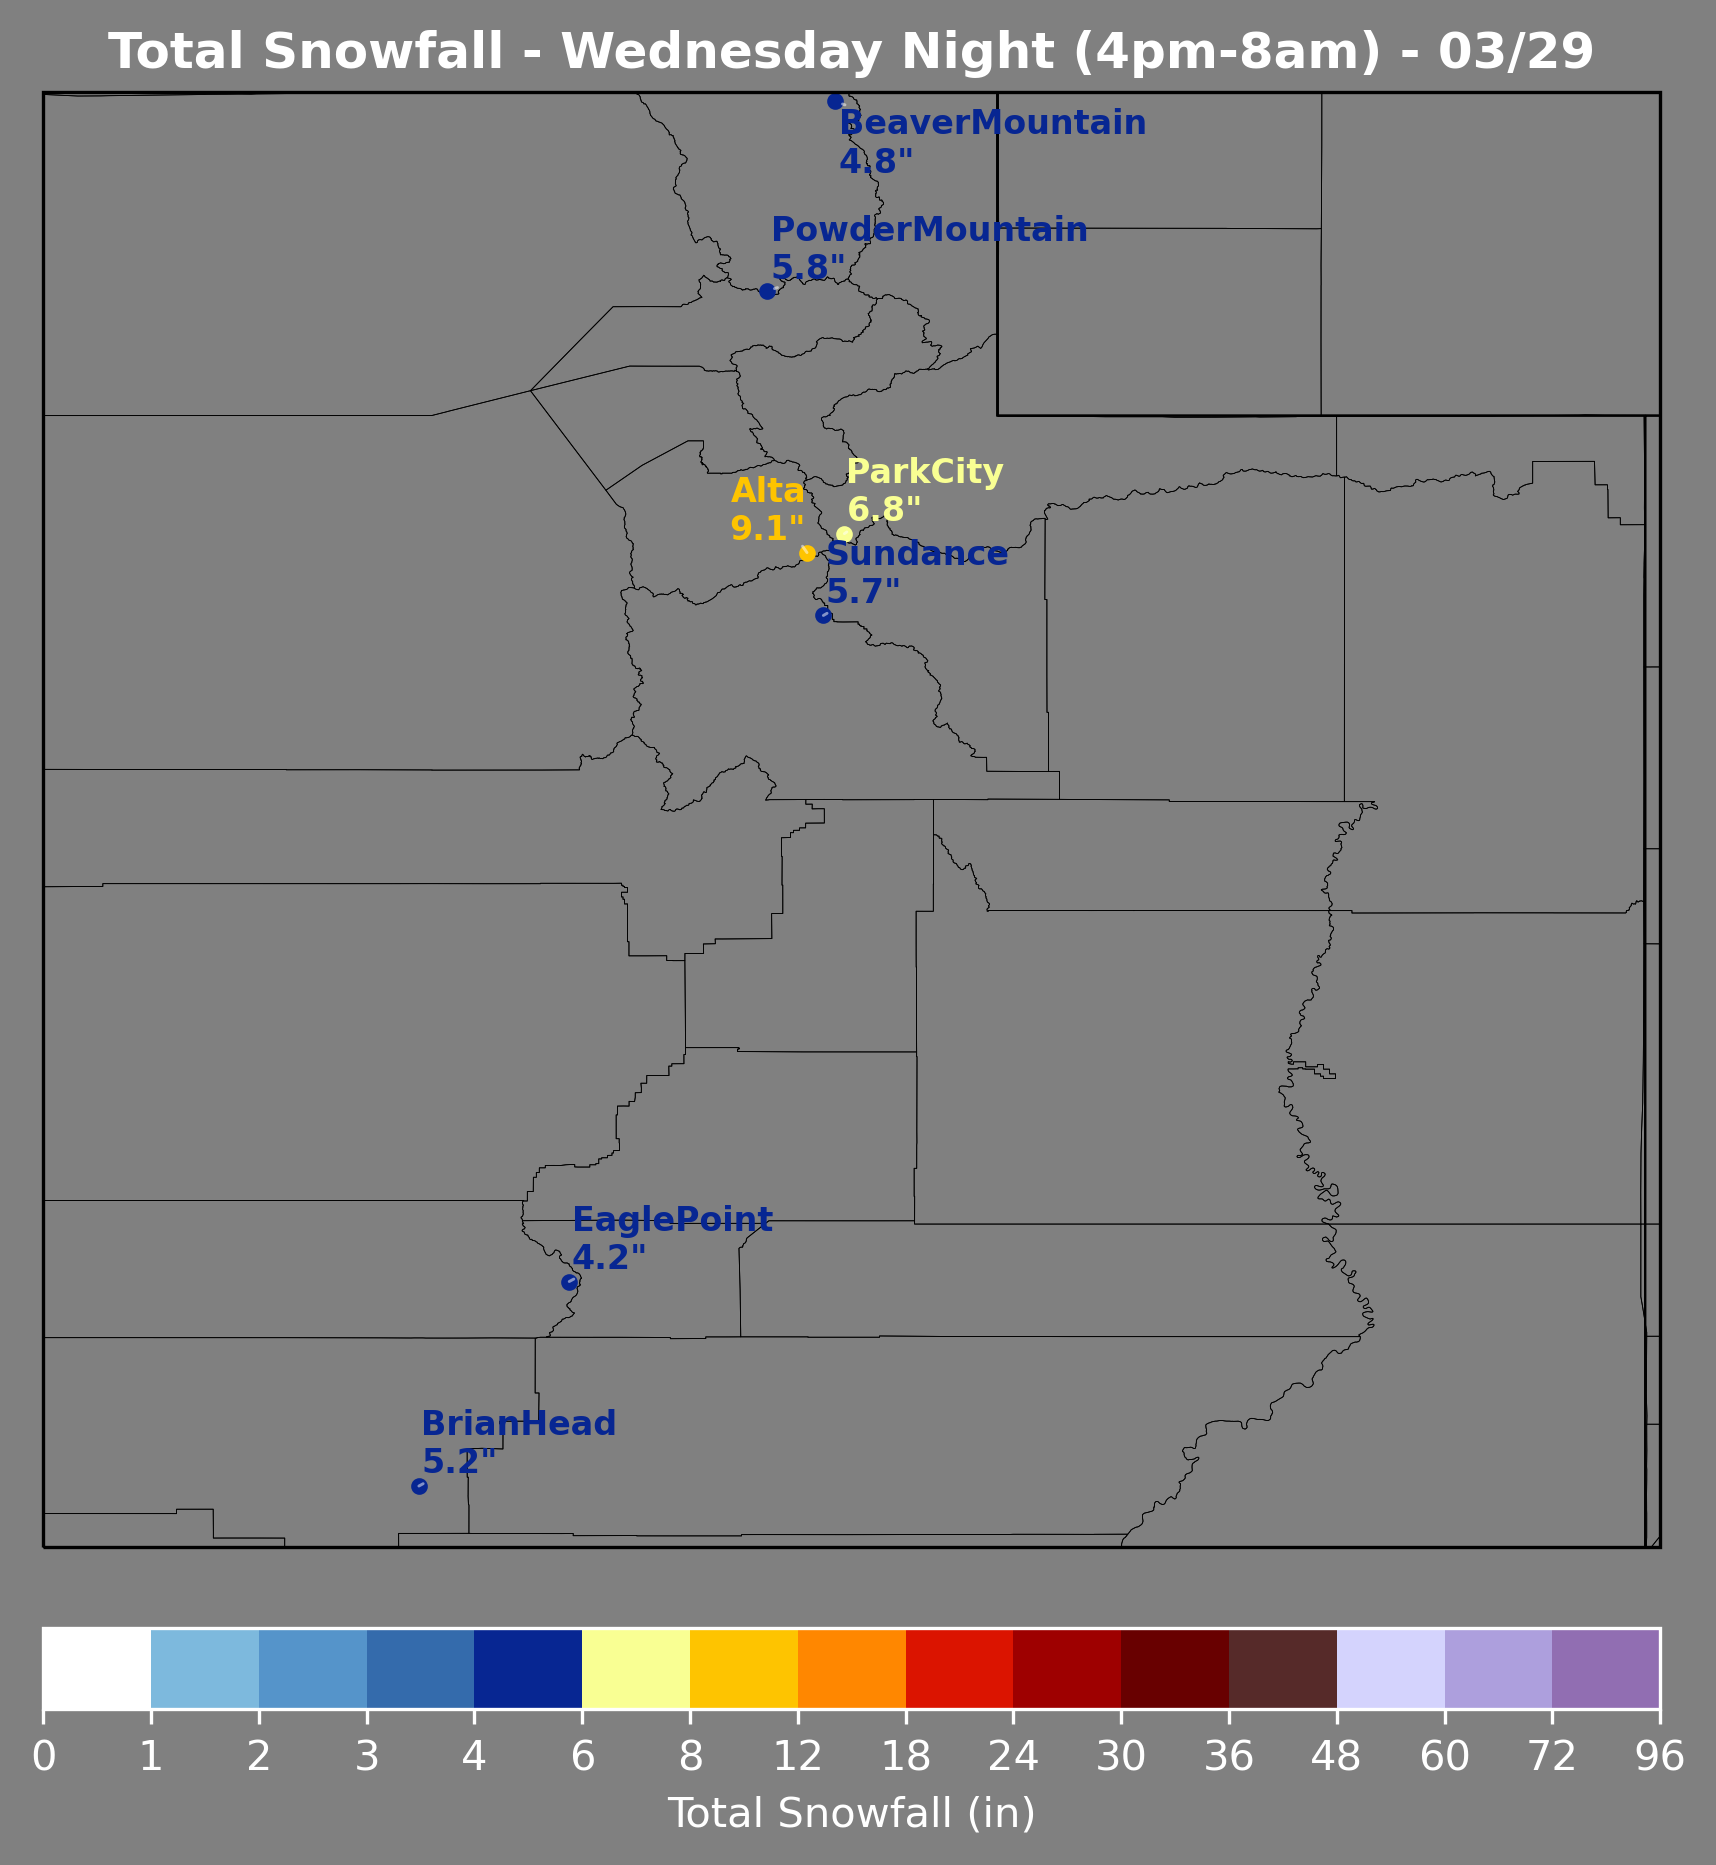 Total Snowfall - Wednesday Night (4pm-8am) - 03/29
BeaverMountain
4.8"
PowderMountain
5.8"
ParkCity
6.8"
Alta
9.1"
Sundance
5.7"
EaglePoint
4.2"
BrianHead
5.2"
0 1 2 3 4 6 8 12 18 24 30 36 48 60 72 96
Total Snowfall (in)